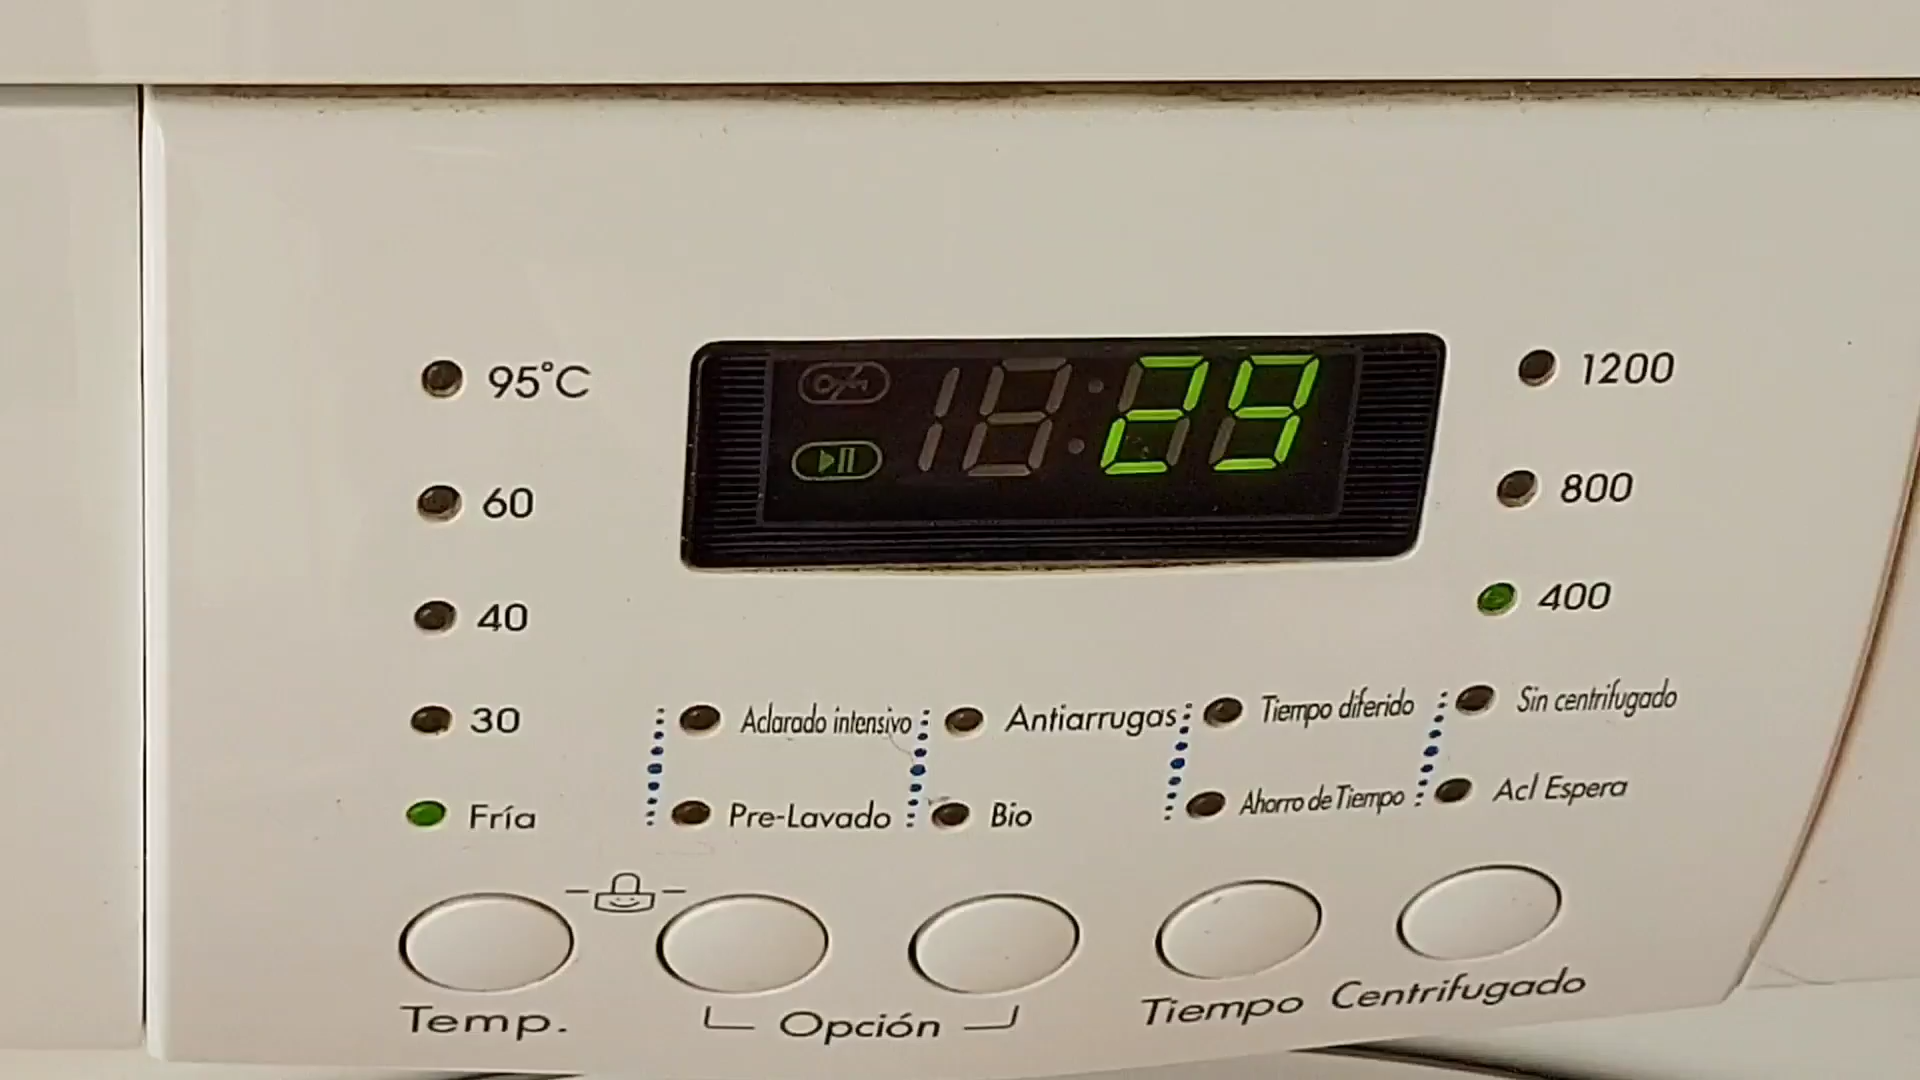 95°C
29
1200
60
800
40
400
30
Aclarado intensivo
Antiarrugas
Tiempo diferido
Sin centrifugado
Fría
Pre-Lavado
Bio
Ahorro de Tiempo
Acl Espera
Temp.
Opción
Tiempo
Centrifugado